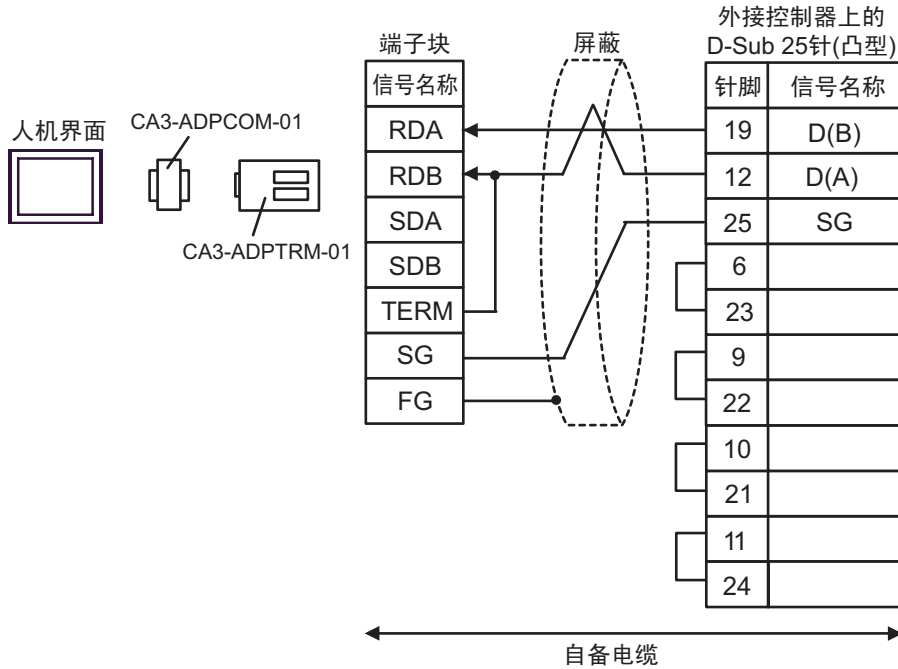 外接控制器上的
D-Sub 25针(凸型)
端子块
屏蔽
信号名称
针脚 信号名称
人机界面
CA3-ADPCOM-01
CA3-ADPTRM-01
RDA
19 D(B)
RDB
12 D(A)
SDA
25 SG
SDB
6
TERM
23
SG
9
FG
22
10
21
11
24
自备电缆